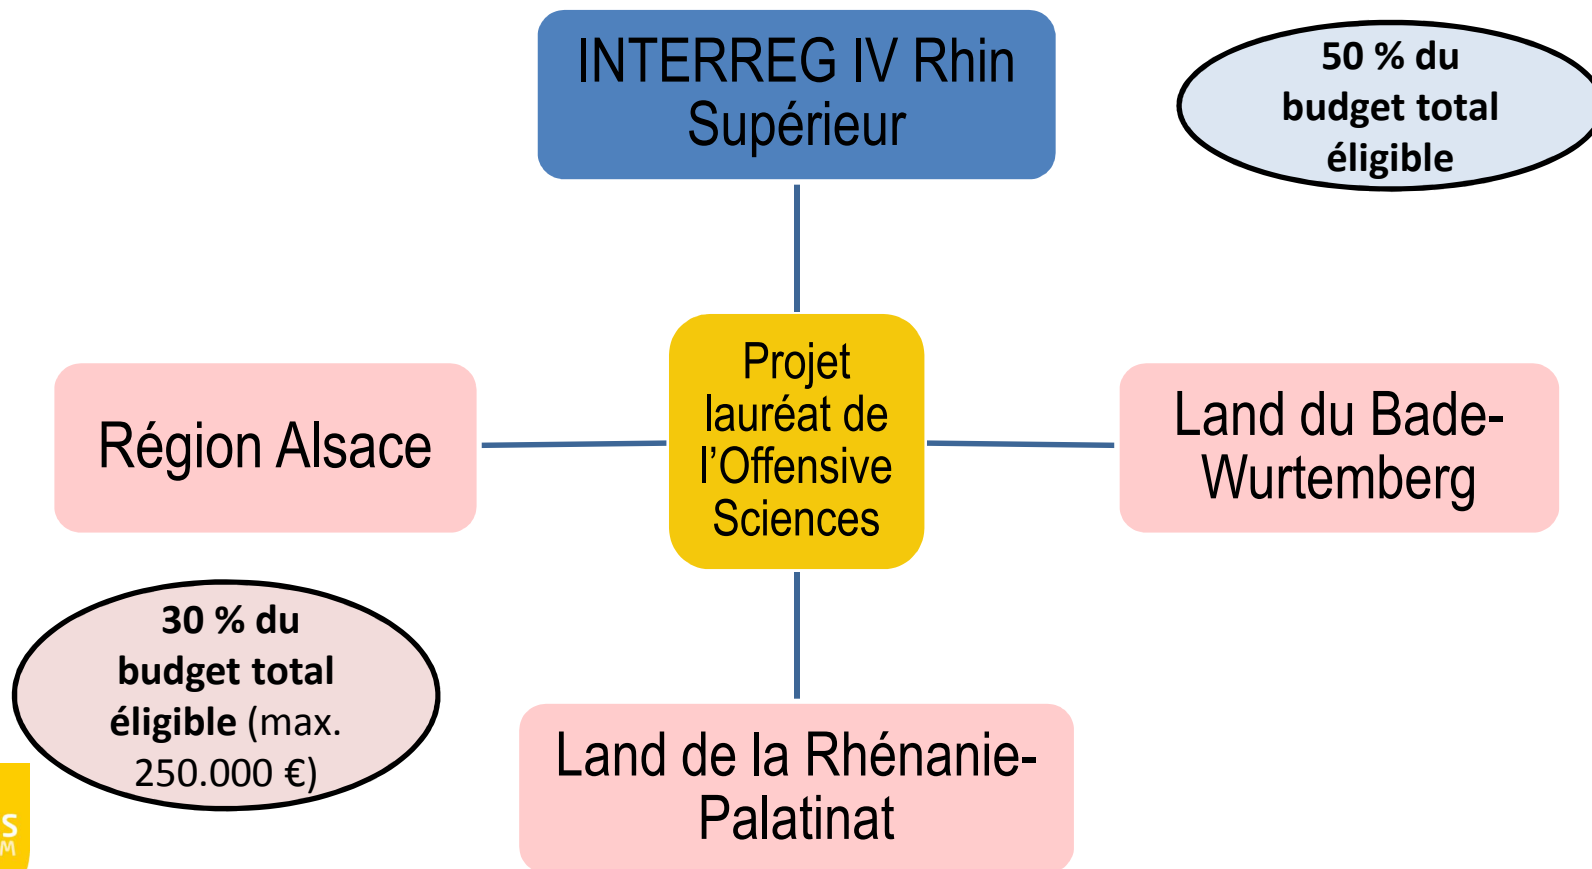 INTERREG IV Rhin
Supérieur
50 % du
budget total
éligible
Projet
lauréat de
l’Offensive
Sciences
Région Alsace
Land du Bade-
Wurtemberg
30 % du
budget total
éligible (max.
250.000 €)
Land de la Rhénanie-
Palatinat
S
M